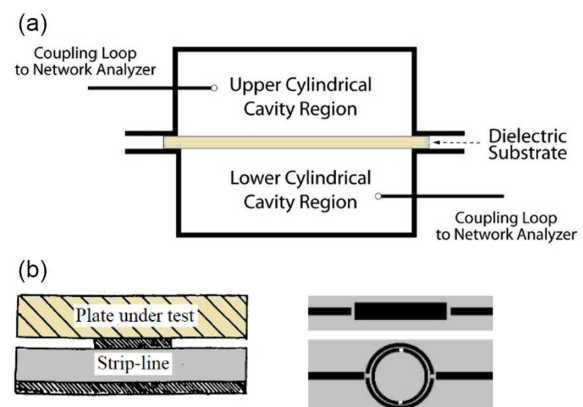 (a)
Coupling Loop
to Network Analyzer
Upper Cylindrical
Cavity Region
Dielectric
Substrate
Lower Cylindrical
Cavity Region
Coupling Loop
to Network Analyzer
(b)
Plate under test
Strip-line